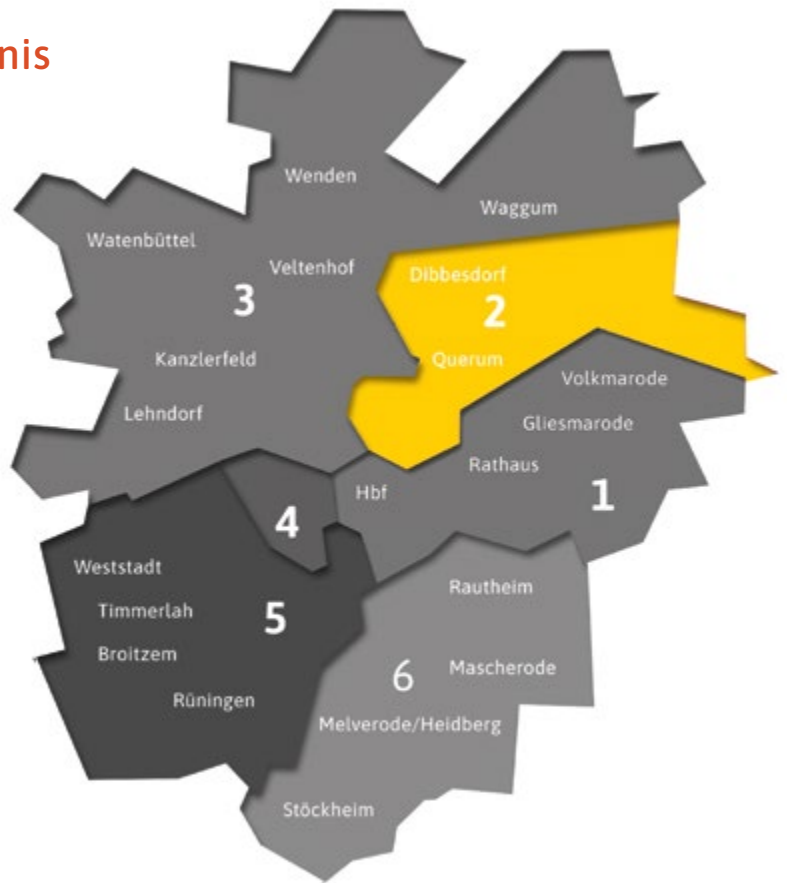 nis
Wenden
Waggum
Watenbüttel
Veltenhof
Dibbesdorf
3
2
Kanzlerfeld
Querum
Volkmarode
Lehndorf
Gliesmarode
Rathaus
Hbf
1
4
Weststadt
Rautheim
Timmerlah
5
Broitzem
Mascherode
6
Rüningen
Melverode/Heidberg
Stöckheim